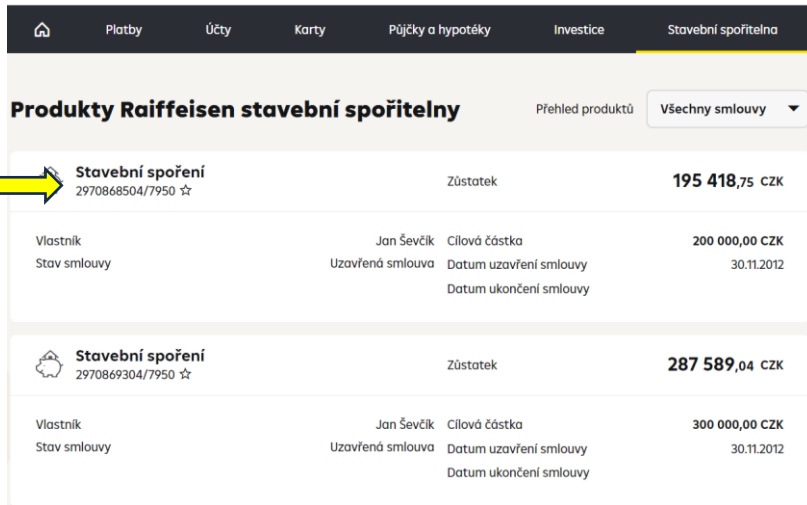 Platby Účty Karty Půjčky a hypotéky Investice Stavební spořitelna
Produkty Raiffeisen stavební spořitelny Přehled produktů Všechny smlouvy
Stavební spoření
2970868504/7950 Zůstatek 195 418,75 CZK
Vlastník Jan Ševčík Cílová částka 200 000,00 CZK
Stav smlouvy Uzavřená smlouva Datum uzavření smlouvy 30.11.2012
Datum ukončení smlouvy
Stavební spoření
2970869304/7950 Zůstatek 287 589,04 CZK
Vlastník Jan Ševčík Cílová částka 300 000,00 CZK
Stav smlouvy Uzavřená smlouva Datum uzavření smlouvy 30.11.2012
Datum ukončení smlouvy